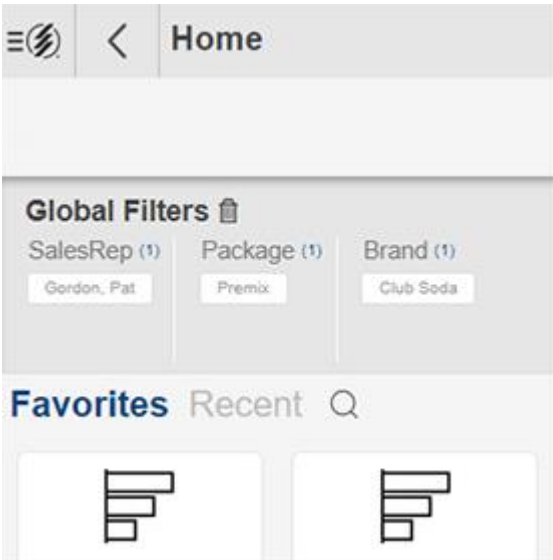 Home
Global Filters
SalesRep (1) Package (1) Brand (1)
Gordon, Pat Premix Club Soda
Favorites Recent